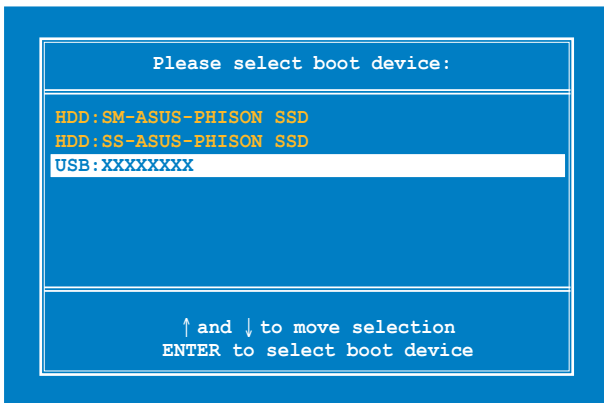 Please select boot device:
HDD:SM-ASUS-PHISON SSD
HDD:SS-ASUS-PHISON SSD
USB:XXXXXXXX
↑ and ↓ to move selection
ENTER to select boot device